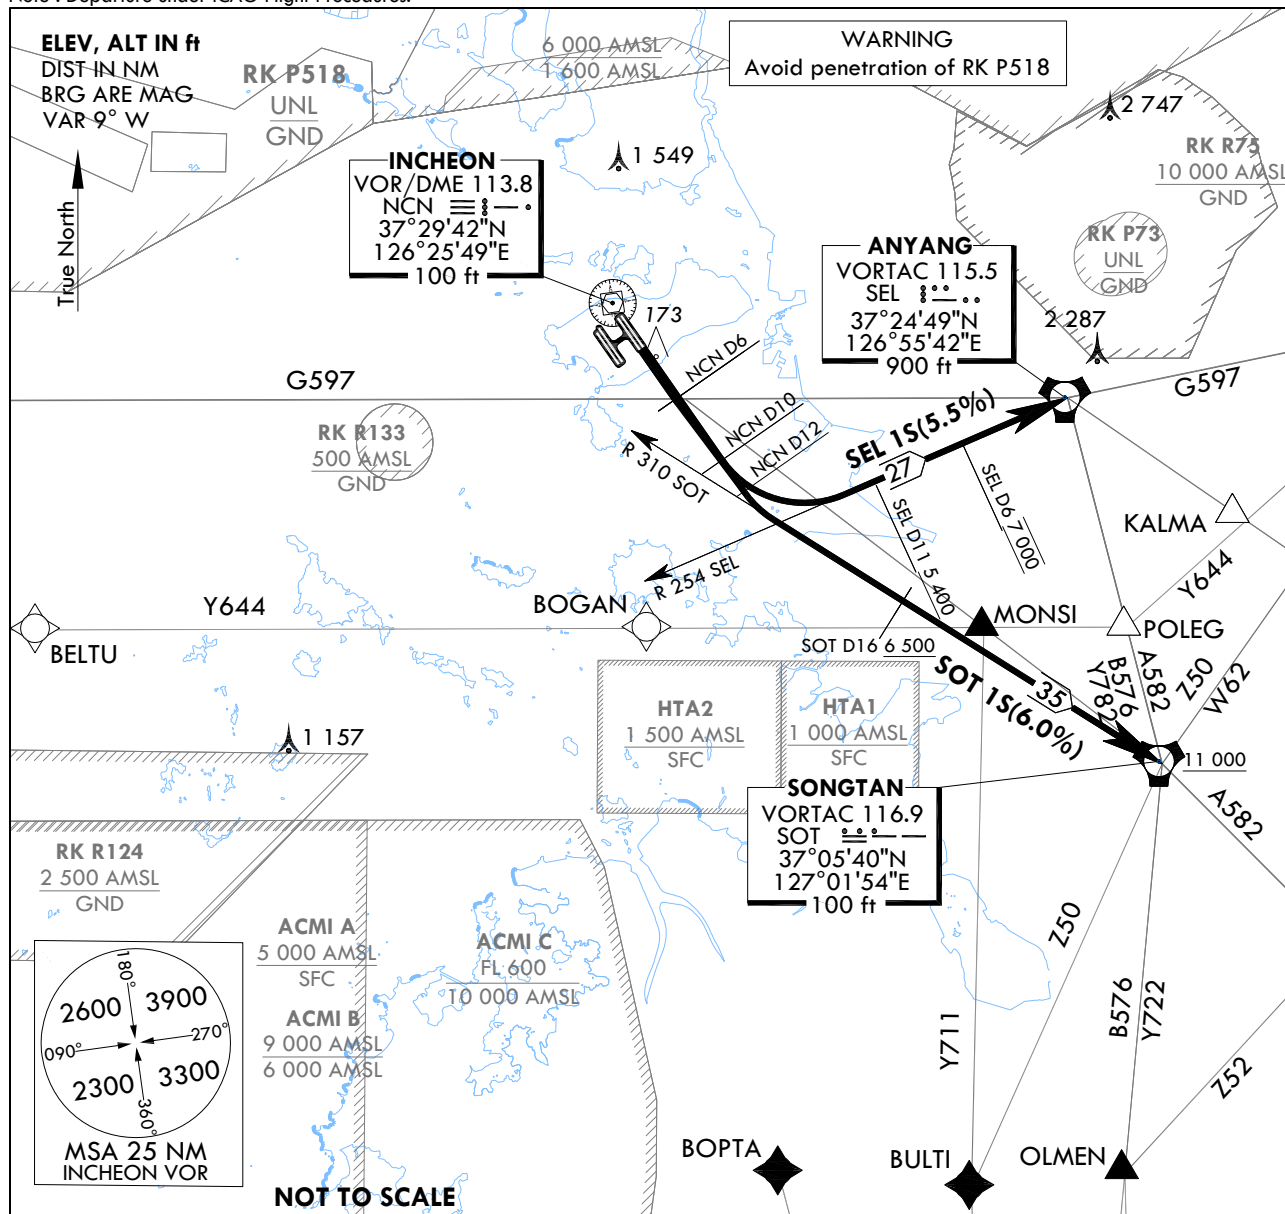 ELEV, ALT IN ft
DIST IN NM
BRG ARE MAG
VAR 9° W
True North
RK P518
UNL
GND
6 000 AMSL
1 600 AMSL
WARNING
Avoid penetration of RK P518
2 747
RK R75
10 000 AMSL
GND
1 549
INCHEON
VOR/DME 113.8
NCN
37°29'42"N
126°25'49"E
100 ft
RK P73
UNL
GND
ANYANG
VORTAC 115.5
SEL
37°24'49"N
126°55'42"E
900 ft
2 287
173
NCN D6
G597
G597
NCN D10
NCN D12
SEL 1S(5.5%)
27
RK R133
500 AMSL
GND
R 310 SOT
SEL D6 7 000
SEL D11 5 400
KALMA
R 254 SEL
Y644
Y644
BOGAN
BELTU
MONSI
POLEG
SOT D16 6 500
SOT 1S(6.0%)
35
B576
Y782
A582
Z50
W62
HTA2
1 500 AMSL
SFC
HTA1
1 000 AMSL
SFC
1 157
11 000
SONGTAN
VORTAC 116.9
SOT
37°05'40"N
127°01'54"E
100 ft
A582
RK R124
2 500 AMSL
GND
ACMI A
5 000 AMSL
SFC
ACMI B
9 000 AMSL
6 000 AMSL
ACMI C
FL 600
10 000 AMSL
Z50
B576
Y722
Y711
Z52
180°
2600
3900
270°
090°
2300
3300
360°
MSA 25 NM
INCHEON VOR
BOPTA
BULTI
OLMEN
NOT TO SCALE